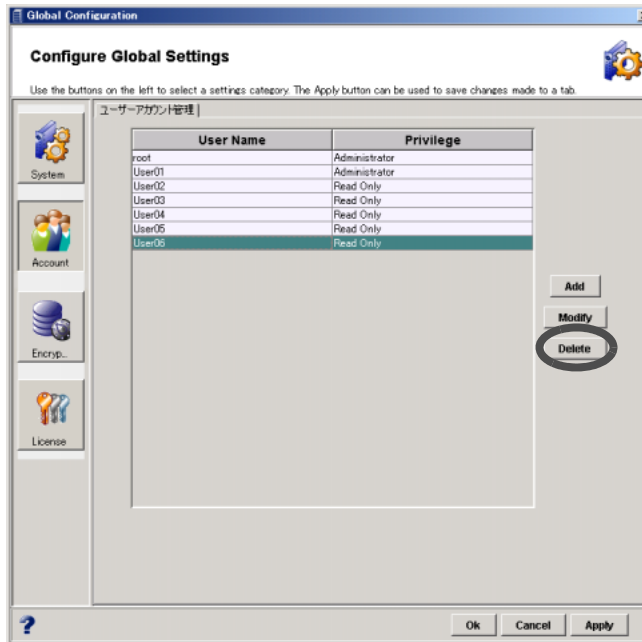 Global Configuration
Configure Global Settings
Use the buttons on the left to select a settings category. The Apply button can be used to save changes made to a tab.
ユーザーアカウント管理
System
Account
Encryp...
License
User Name Privilege
root Administrator
User01 Administrator
User02 Read Only
User03 Read Only
User04 Read Only
User05 Read Only
User06 Read Only
Add
Modify
Delete
?
Ok Cancel Apply